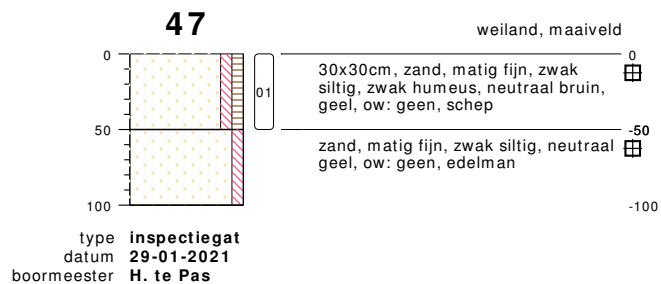 47
weiland, maaiveld
0
0
30x30cm, zand, matig fijn, zwak
siltig, zwak humeus, neutraal bruin,
geel, ow: geen, schep
01
50
-50
zand, matig fijn, zwak siltig, neutraal
geel, ow: geen, edelman
100
-100
type inspectiegat
datum 29-01-2021
boormeester H. te Pas